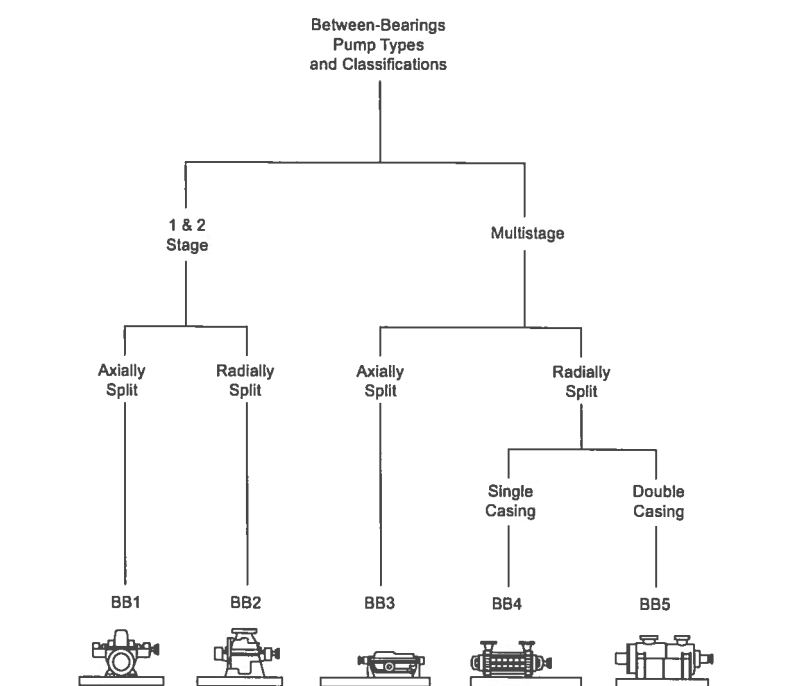 Between-Bearings
Pump Types
and Classifications
1 & 2
Stage
Multistage
Axially
Split
Radially
Split
Axially
Split
Radially
Split
Single
Casing
Double
Casing
BB1
BB2
BB3
BB4
BB5